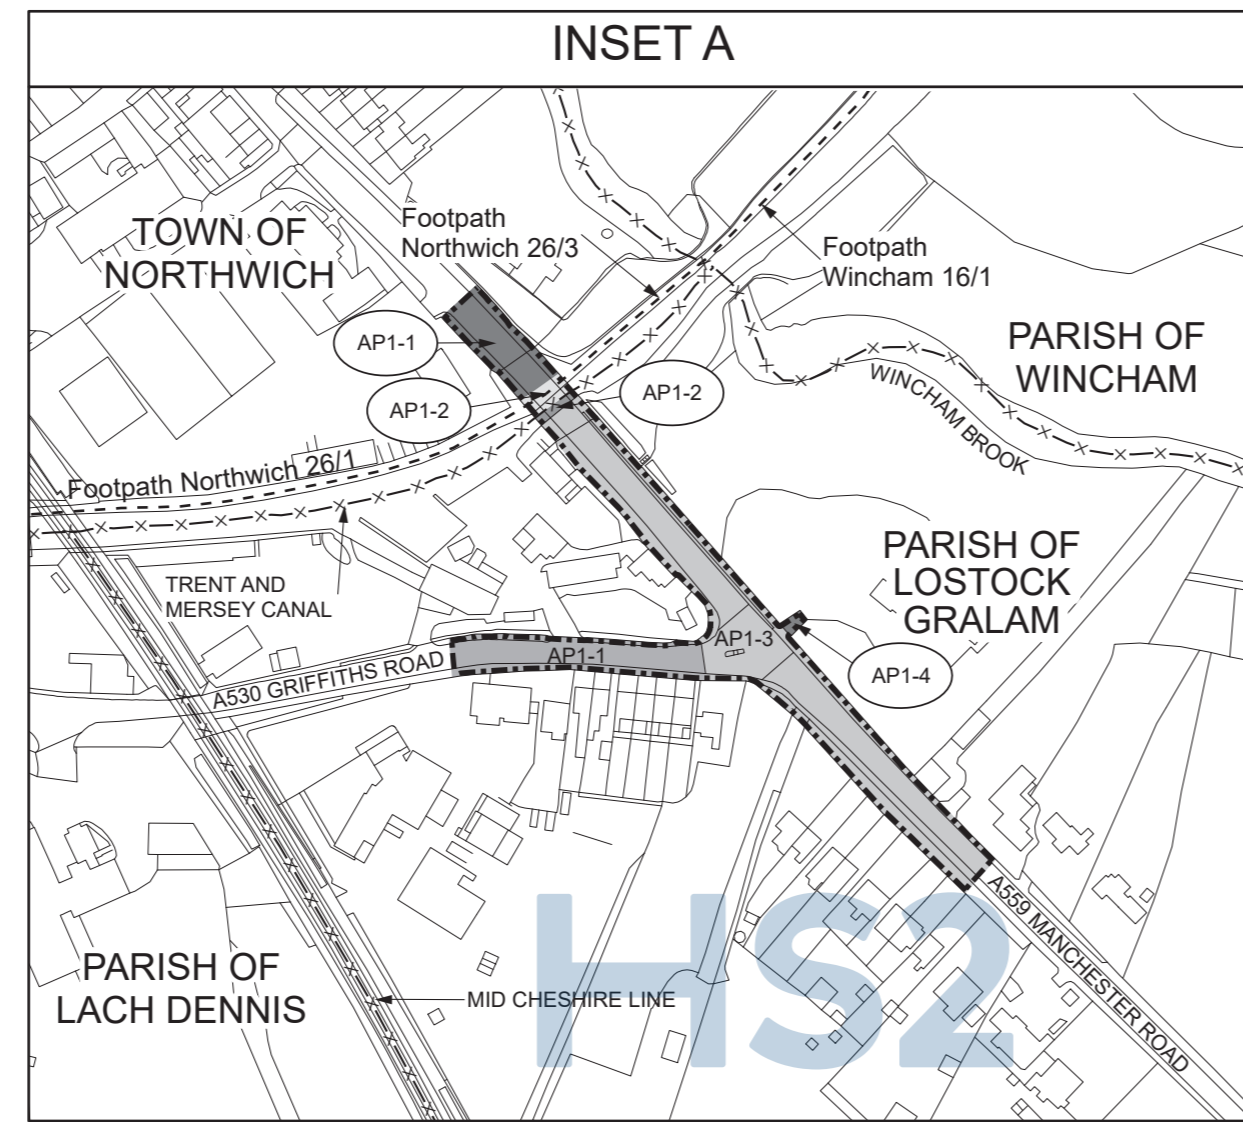 INSET A
TOWN OF
NORTHWICH
Footpath
Northwich 26/3
Footpath
Wincham 16/1
AP1-1
AP1-2
AP1-2
PARISH OF
WINCHAM
WINCHAM BROOK
Footpath Northwich 26/1
TRENT AND
MERSEY CANAL
PARISH OF
LOSTOCK
GRALAM
AP1-3
AP1-1
AP1-4
A530 GRIFFITHS ROAD
A559 MANCHESTER ROAD
PARISH OF
LACH DENNIS
MID CHESHIRE LINE
HS2